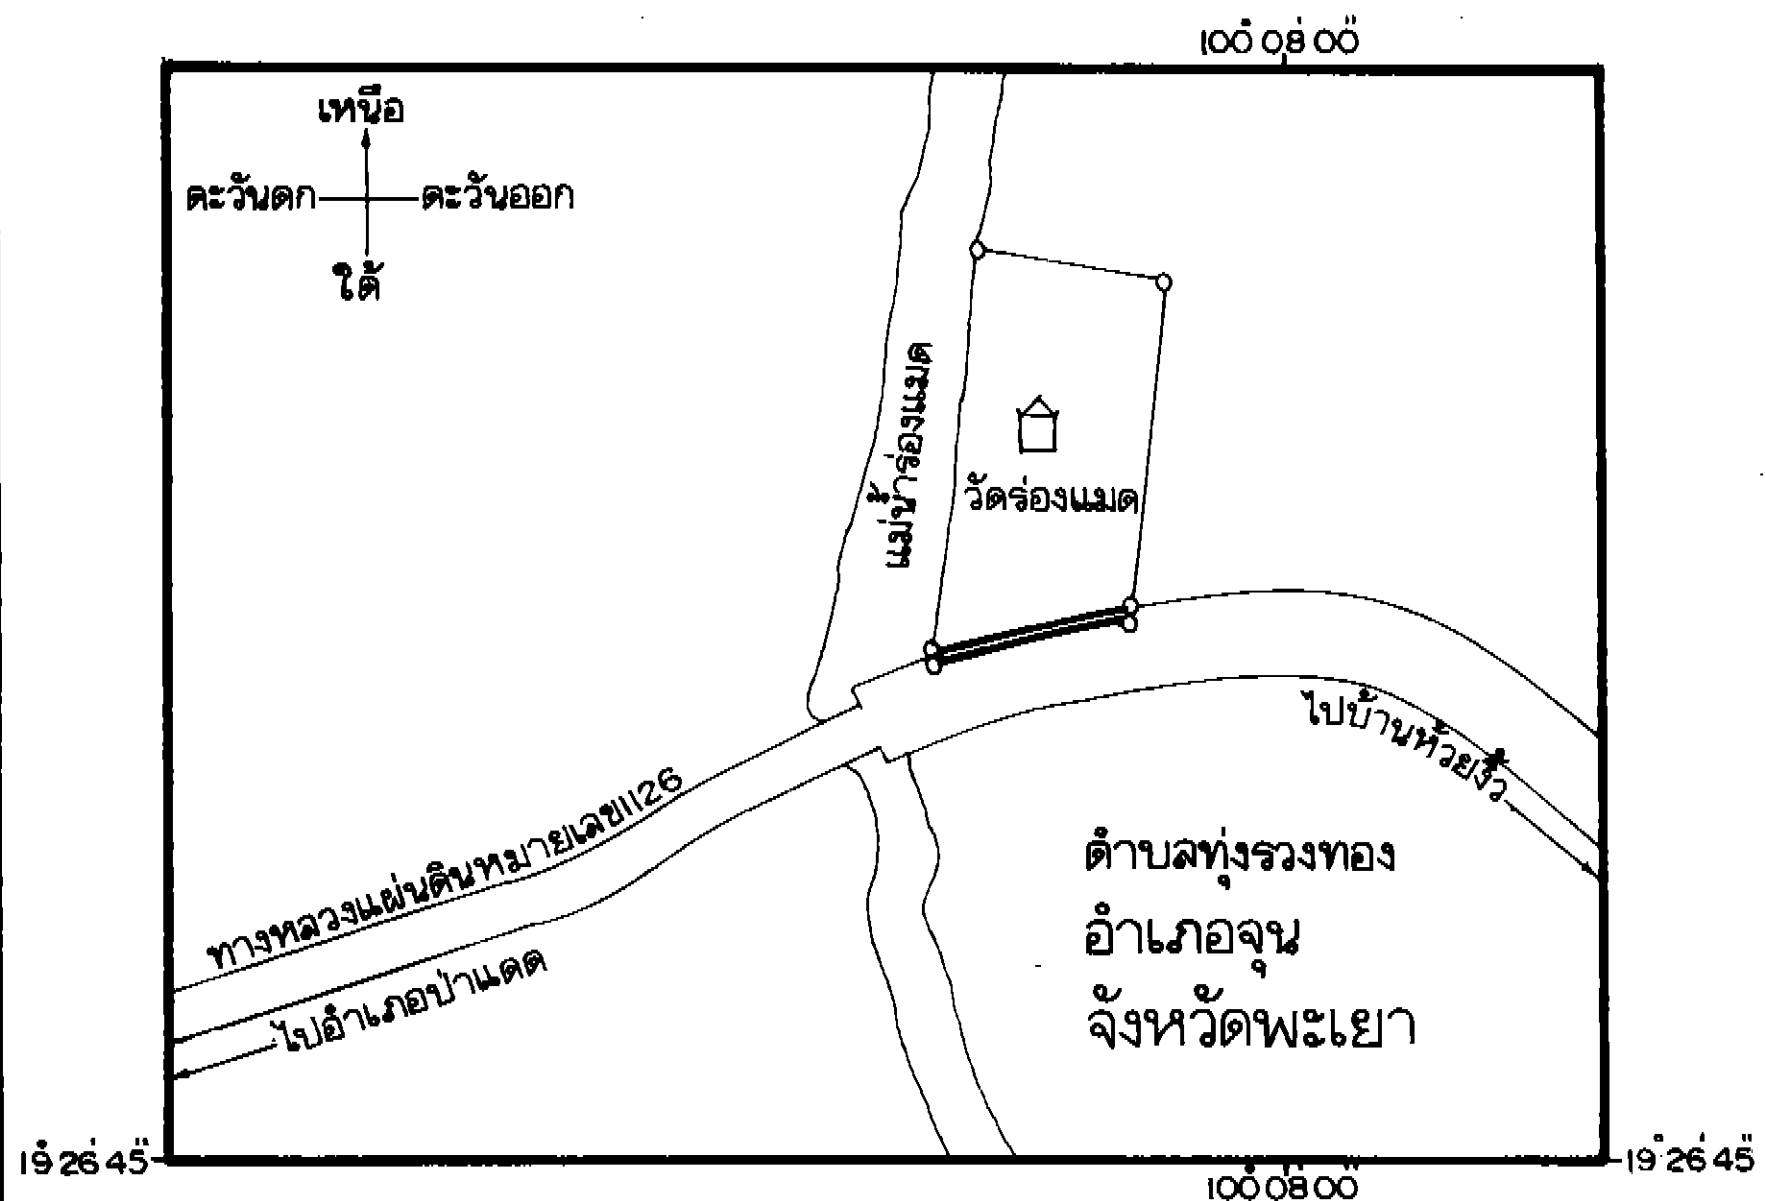 100° 08' 00"
เหนือ
ตะวันตก
ตะวันออก
ใต้
แม่น้ำร่องแมด
วัดร่องแมด
ไปบ้านห้วยงิ้ว
ทางหลวงแผ่นดินหมายเลข1126
ไปอำเภอป่าแดด
ตำบลทุ่งรวงทอง
อำเภอจุน
จังหวัดพะเยา
19° 26' 45"
19° 26' 45"
100° 08' 00"